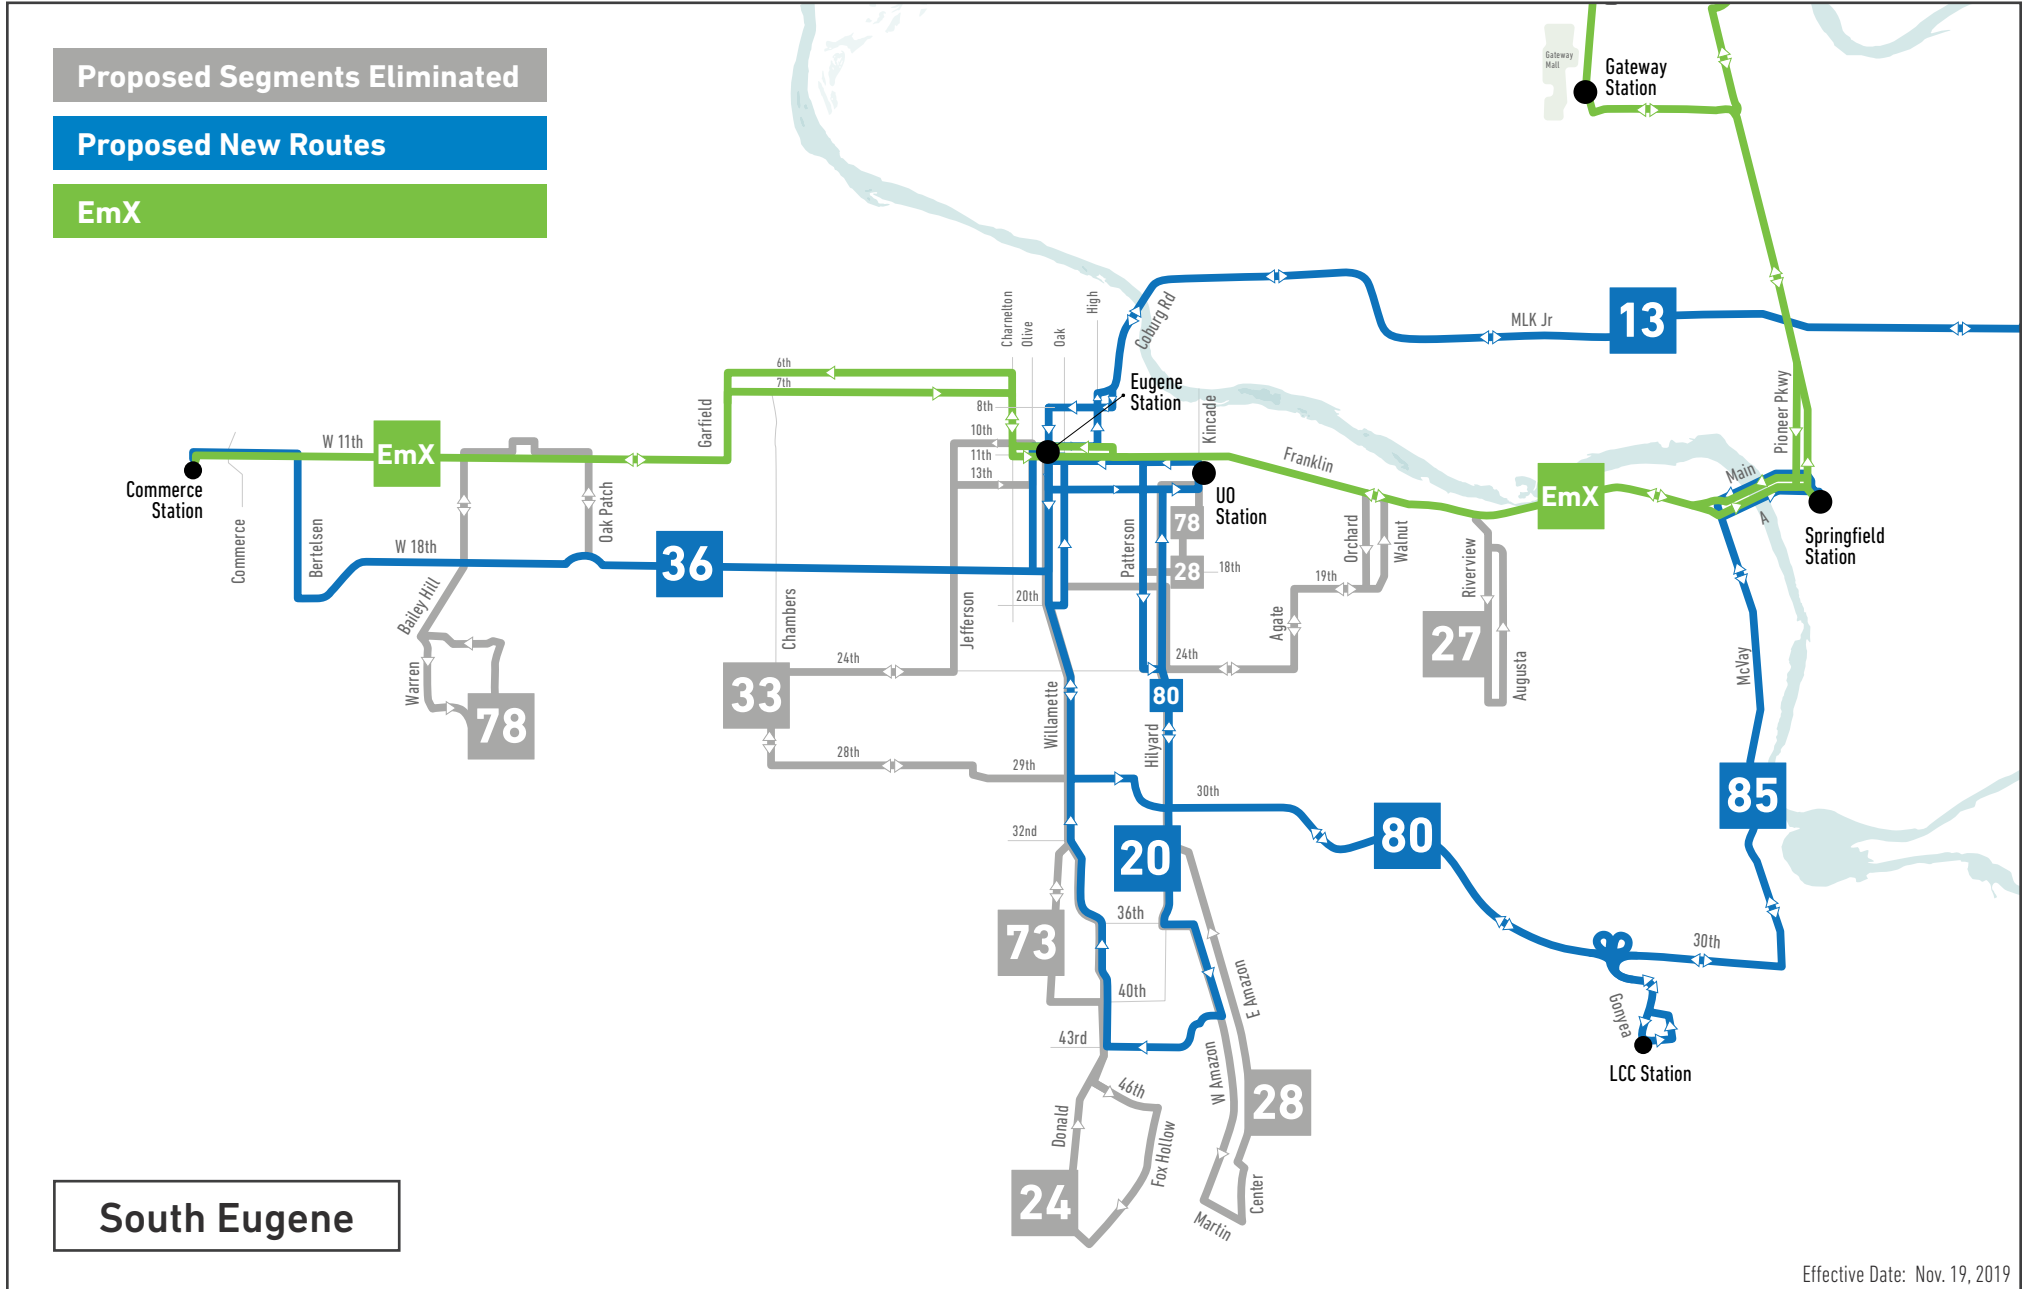 Proposed Segments Eliminated
Proposed New Routes
EmX
Gateway
Mall
Gateway
Station
13
MLK Jr
Coburg Rd
High
Charnelton
Olive
Oak
6th
7th
8th
10th
11th
13th
Eugene
Station
Kincade
Garfield
W 11th
EmX
Commerce
Station
Commerce
Bertelsen
W 18th
Oak Patch
36
Bailey Hill
Warren
78
Chambers
Jefferson
33
24th
28th
20th
Patterson
78
28
18th
UO
Station
Franklin
EmX
Main
A
Pioneer Pkwy
Springfield
Station
Orchard
Walnut
19th
Agate
24th
Riverview
27
Augusta
McVay
85
80
Willamette
Hilyard
29th
30th
32nd
20
80
73
36th
40th
43rd
E Amazon
W Amazon
30th
Gonyea
LCC Station
46th
Donald
Fox Hollow
24
28
Center
Martin
South Eugene
Effective Date: Nov. 19, 2019